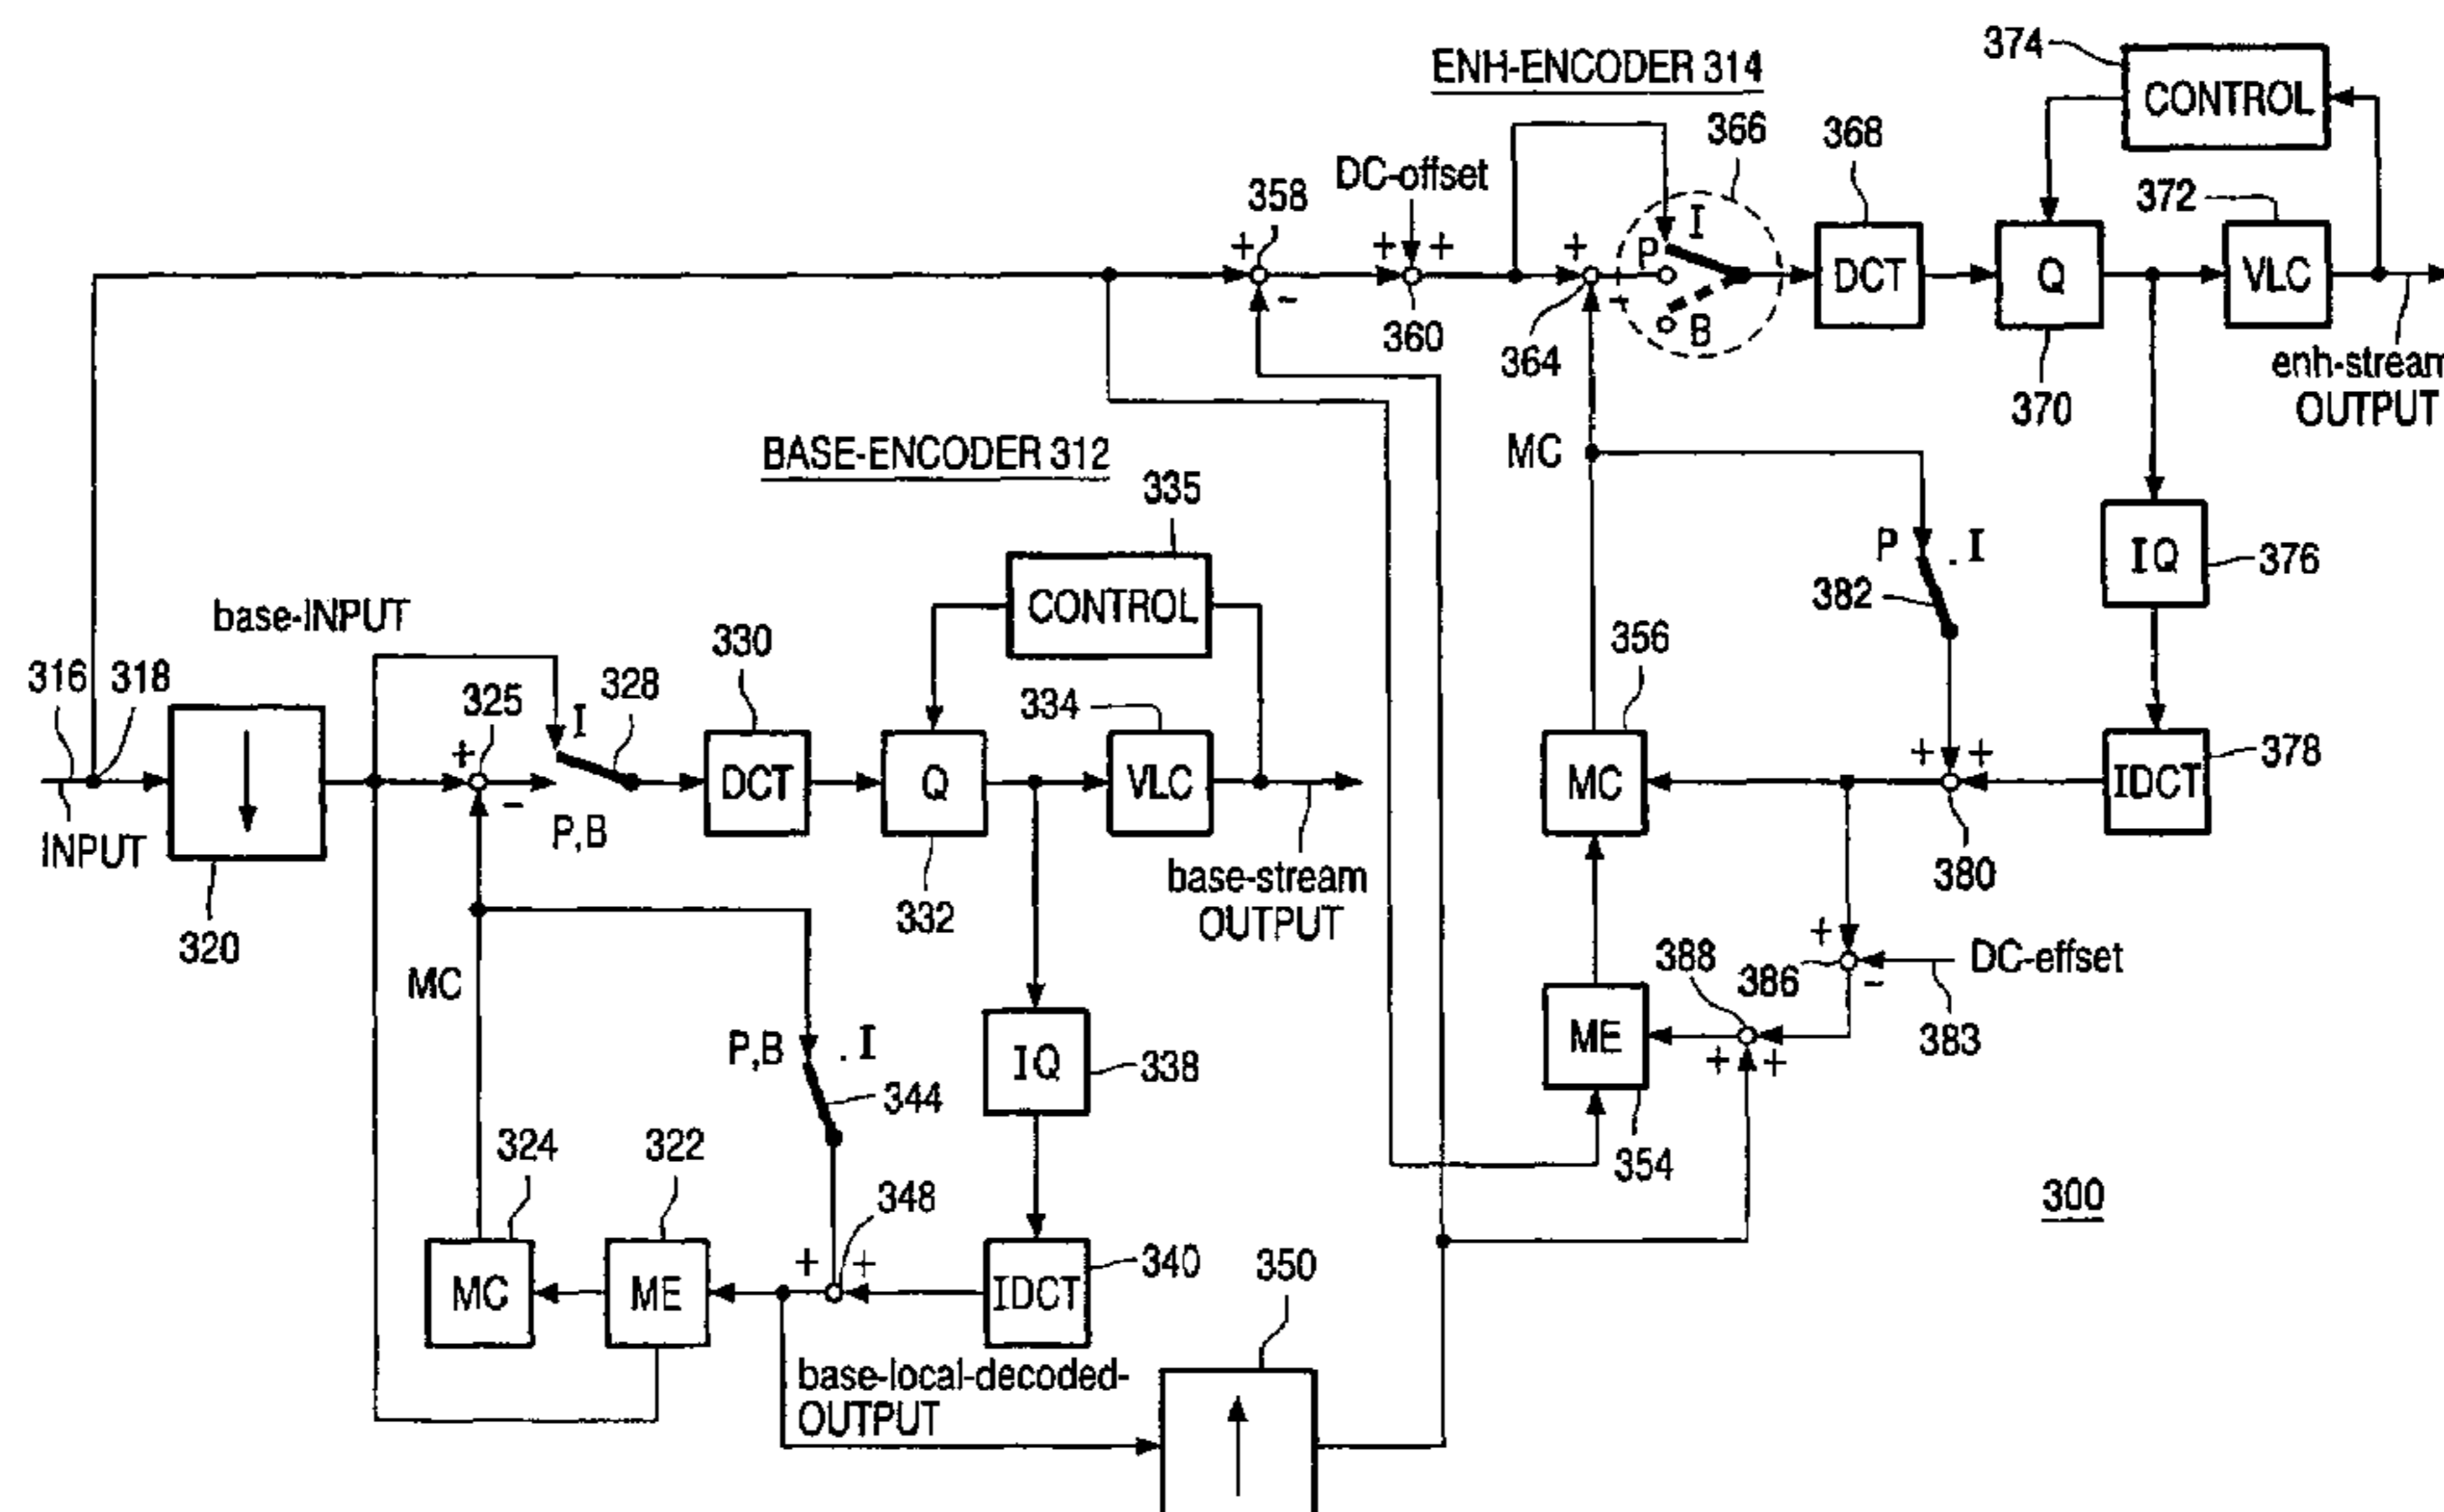 374
ENH-ENCODER 314
CONTROL
366
368
DC-offset
372
358
I
+
+
+
+
P
DCT
Q
VLC
-
-
B
360
364
enh-stream
OUTPUT
370
MC
BASE-ENCODER 312
335
P
. I
IQ
376
382
base-INPUT
CONTROL
330
356
316
318
328
325
334
378
I
+
+
+
DCT
Q
VLC
MC
IDCT
-
P,B
INPUT
380
base-stream
OUTPUT
332
320
+
388
386
DC-effset
MC
-
383
P,B
. I
IQ
338
ME
+
+
344
324
322
354
348
300
+
+
340
350
MC
ME
IDCT
base-local-decoded-
OUTPUT